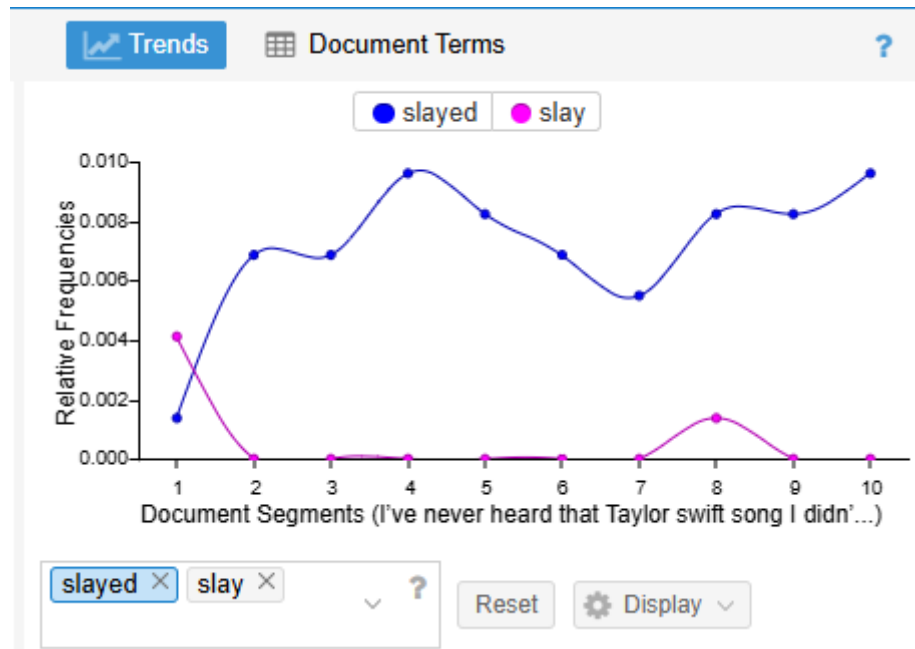 Trends Document Terms ?
slayed slay
0.010
0.008
0.006
0.004
0.002
0.000
Relative Frequencies
1 2 3 4 5 6 7 8 9 10
Document Segments (I've never heard that Taylor swift song I didn'...)
slayed × slay × ? Reset Display